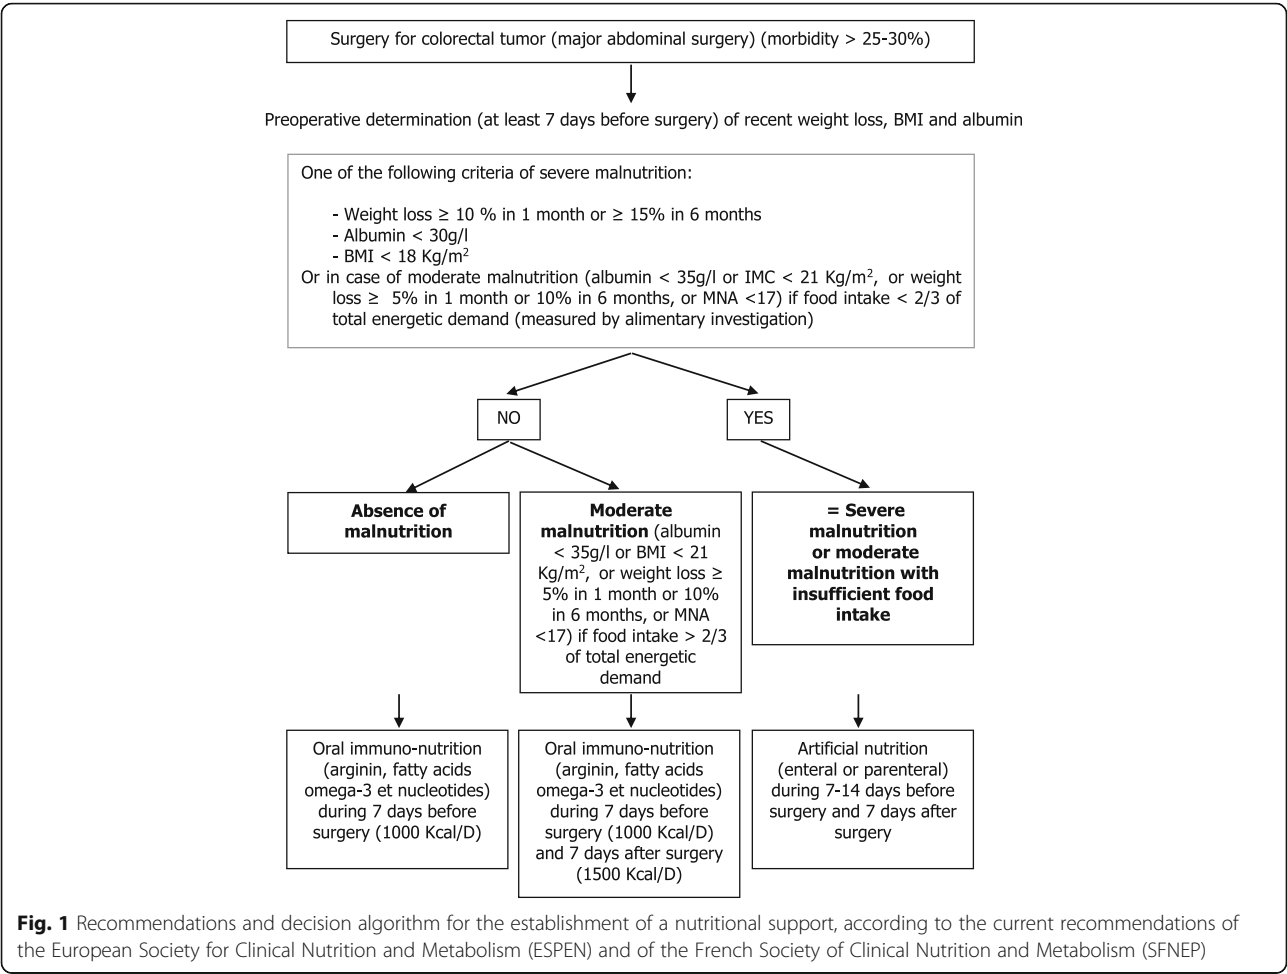 Surgery for colorectal tumor (major abdominal surgery) (morbidity > 25-30%)
Preoperative determination (at least 7 days before surgery) of recent weight loss, BMI and albumin
One of the following criteria of severe malnutrition:
- Weight loss ≥ 10 % in 1 month or ≥ 15% in 6 months
- Albumin < 30g/l
- BMI < 18 Kg/m²
Or in case of moderate malnutrition (albumin < 35g/l or IMC < 21 Kg/m², or weight
loss ≥ 5% in 1 month or 10% in 6 months, or MNA <17) if food intake < 2/3 of
total energetic demand (measured by alimentary investigation)
NO
YES
Absence of
malnutrition
Moderate
malnutrition (albumin
< 35g/l or BMI < 21
Kg/m², or weight loss ≥
5% in 1 month or 10%
in 6 months, or MNA
<17) if food intake > 2/3
of total energetic
demand
= Severe
malnutrition
or moderate
malnutrition with
insufficient food
intake
Oral immuno-nutrition
(arginin, fatty acids
omega-3 et nucleotides)
during 7 days before
surgery (1000 Kcal/D)
Oral immuno-nutrition
(arginin, fatty acids
omega-3 et nucleotides)
during 7 days before
surgery (1000 Kcal/D)
and 7 days after surgery
(1500 Kcal/D)
Artificial nutrition
(enteral or parenteral)
during 7-14 days before
surgery and 7 days after
surgery
Fig. 1 Recommendations and decision algorithm for the establishment of a nutritional support, according to the current recommendations of
the European Society for Clinical Nutrition and Metabolism (ESPEN) and of the French Society of Clinical Nutrition and Metabolism (SFNEP)